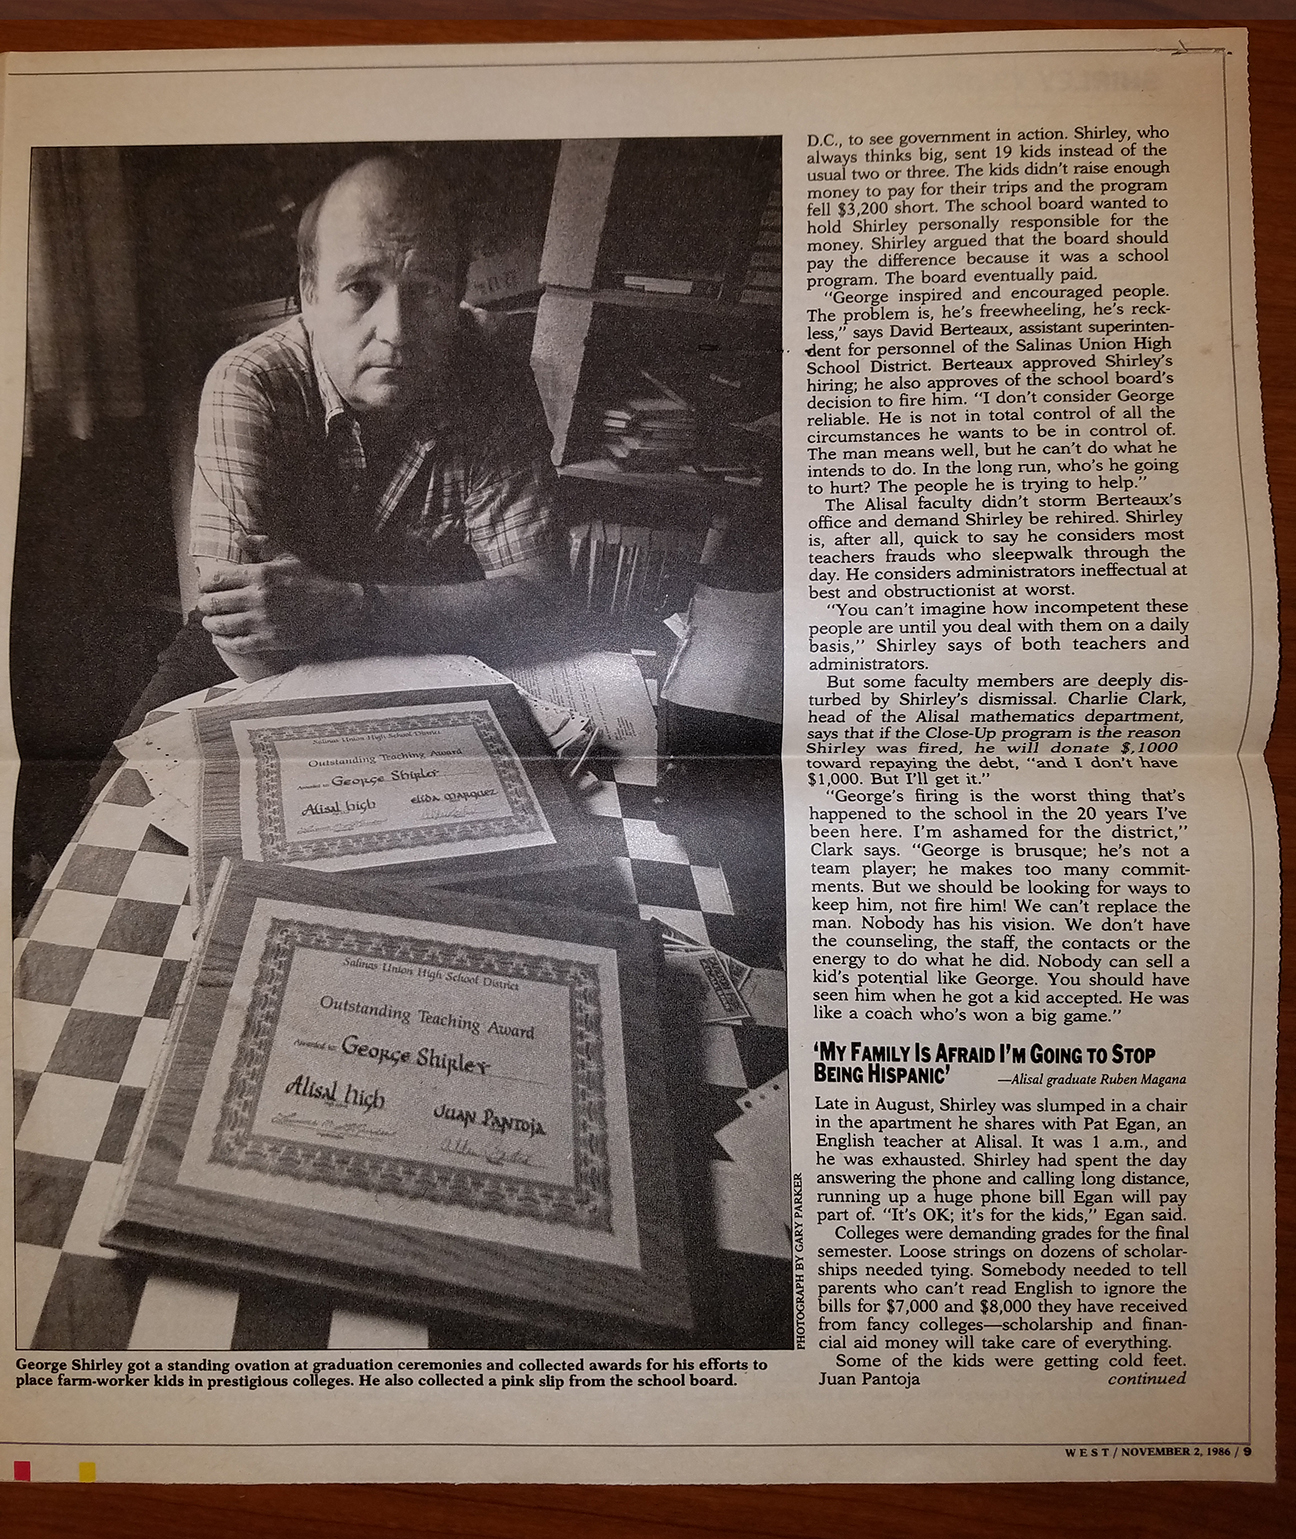 Salinas Union High School District
Outstanding Teaching Award
Awarded to: George Shirley
Alisal High Elida Marquez
Salinas Union High School District
Outstanding Teaching Award
Awarded to: George Shirley
Alisal High Juan Pantoja
PHOTOGRAPH BY GARY PARKER
George Shirley got a standing ovation at graduation ceremonies and collected awards for his efforts to
place farm-worker kids in prestigious colleges. He also collected a pink slip from the school board.
D.C., to see government in action. Shirley, who
always thinks big, sent 19 kids instead of the
usual two or three. The kids didn't raise enough
money to pay for their trips and the program
fell $3,200 short. The school board wanted to
hold Shirley personally responsible for the
money. Shirley argued that the board should
pay the difference because it was a school
program. The board eventually paid.
"George inspired and encouraged people.
The problem is, he's freewheeling, he's reck-
less," says David Berteaux, assistant superinten-
dent for personnel of the Salinas Union High
School District. Berteaux approved Shirley's
hiring; he also approves of the school board's
decision to fire him. "I don't consider George
reliable. He is not in total control of all the
circumstances he wants to be in control of.
The man means well, but he can't do what he
intends to do. In the long run, who's he going
to hurt? The people he is trying to help."
The Alisal faculty didn't storm Berteaux's
office and demand Shirley be rehired. Shirley
is, after all, quick to say he considers most
teachers frauds who sleepwalk through the
day. He considers administrators ineffectual at
best and obstructionist at worst.
"You can't imagine how incompetent these
people are until you deal with them on a daily
basis," Shirley says of both teachers and
administrators.
But some faculty members are deeply dis-
turbed by Shirley's dismissal. Charlie Clark,
head of the Alisal mathematics department,
says that if the Close-Up program is the reason
Shirley was fired, he will donate $,1000
toward repaying the debt, "and I don't have
$1,000. But I'll get it."
"George's firing is the worst thing that's
happened to the school in the 20 years I've
been here. I'm ashamed for the district,"
Clark says. "George is brusque; he's not a
team player; he makes too many commit-
ments. But we should be looking for ways to
keep him, not fire him! We can't replace the
man. Nobody has his vision. We don't have
the counseling, the staff, the contacts or the
energy to do what he did. Nobody can sell a
kid's potential like George. You should have
seen him when he got a kid accepted. He was
like a coach who's won a big game."
'MY FAMILY IS AFRAID I'M GOING TO STOP
BEING HISPANIC'
—Alisal graduate Ruben Magana
Late in August, Shirley was slumped in a chair
in the apartment he shares with Pat Egan, an
English teacher at Alisal. It was 1 a.m., and
he was exhausted. Shirley had spent the day
answering the phone and calling long distance,
running up a huge phone bill Egan will pay
part of. "It's OK; it's for the kids," Egan said.
Colleges were demanding grades for the final
semester. Loose strings on dozens of scholar-
ships needed tying. Somebody needed to tell
parents who can't read English to ignore the
bills for $7,000 and $8,000 they have received
from fancy colleges—scholarship and finan-
cial aid money will take care of everything.
Some of the kids were getting cold feet.
Juan Pantoja continued
WEST / NOVEMBER 2, 1986 / 9